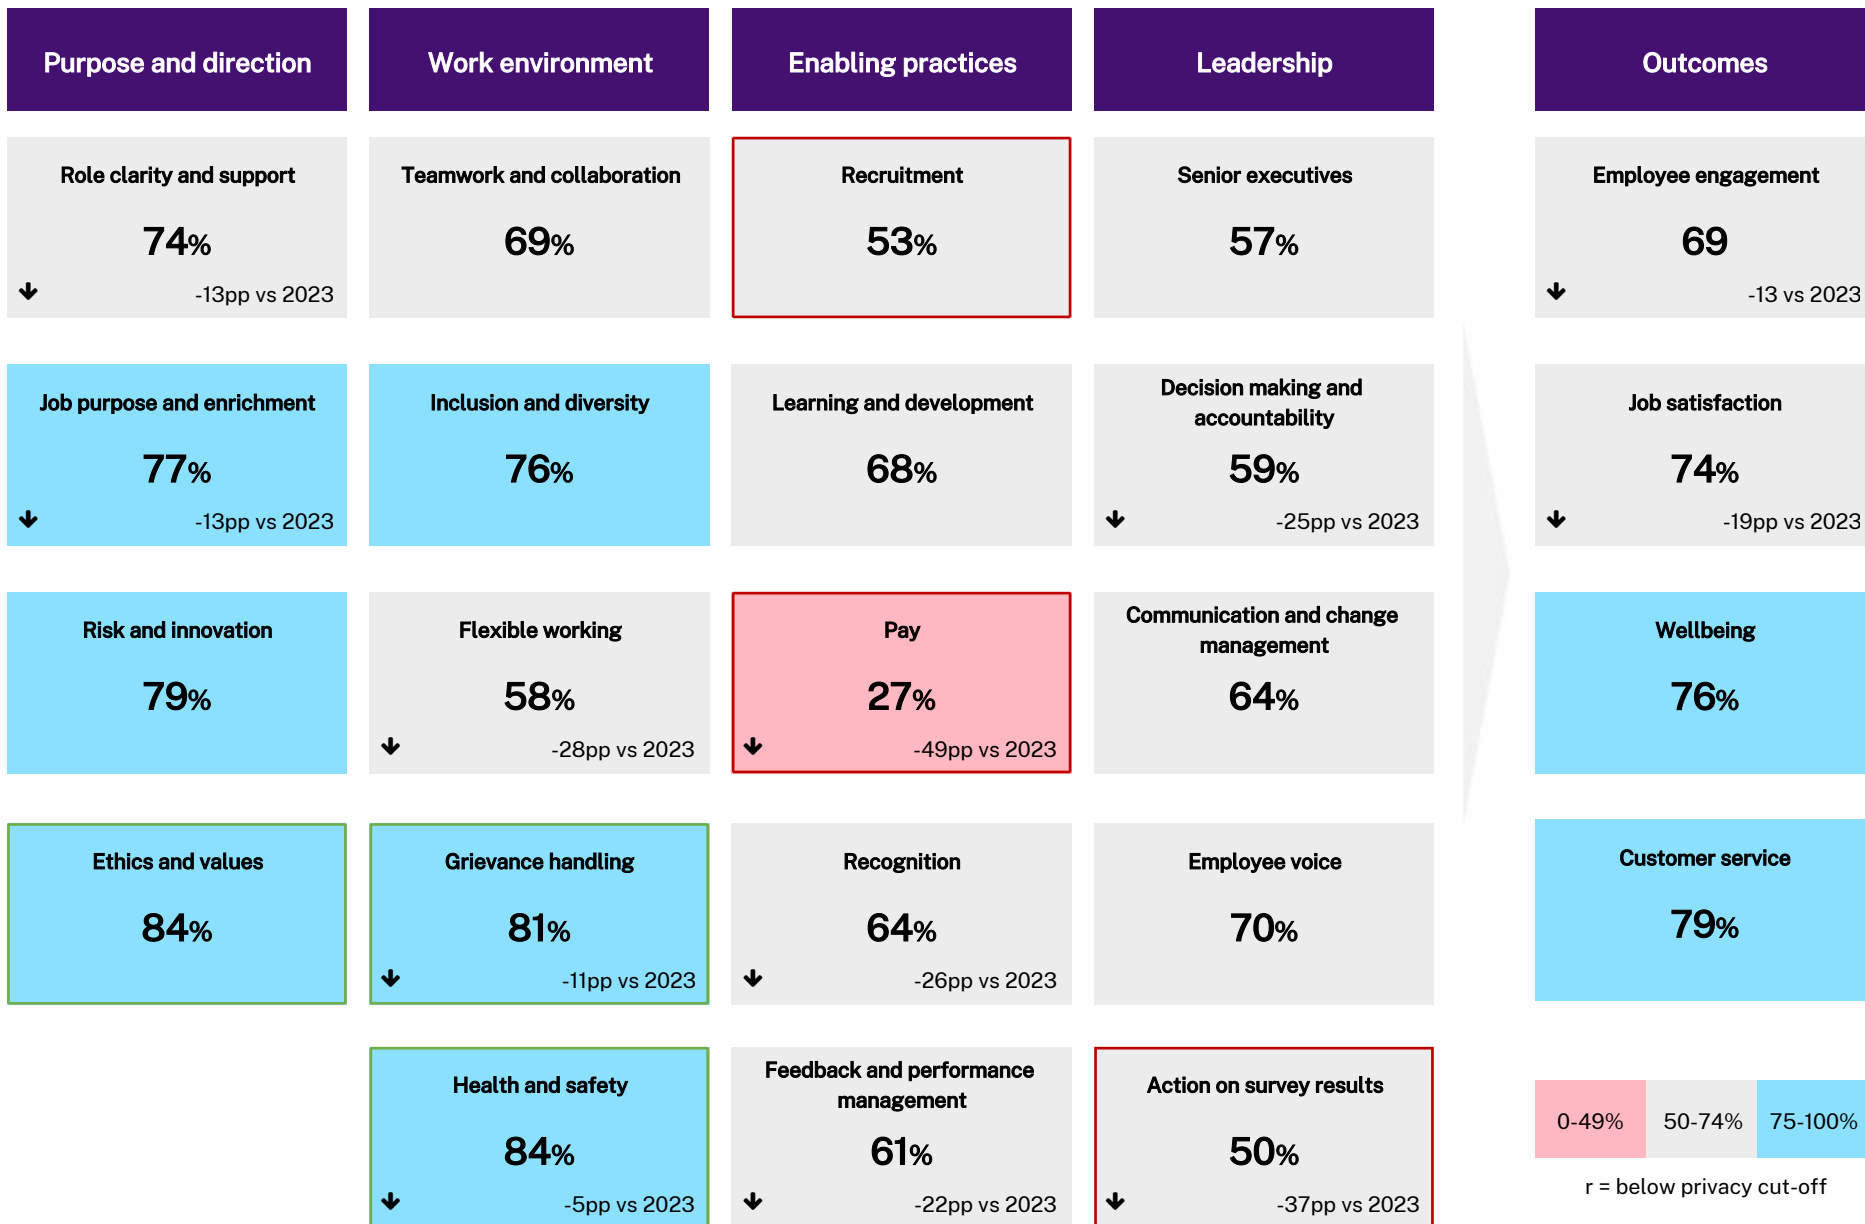 Purpose and direction
Work environment
Enabling practices
Leadership
Outcomes
Role clarity and support
74%
-13pp vs 2023
Teamwork and collaboration
69%
Recruitment
53%
Senior executives
57%
Employee engagement
69
-13 vs 2023
Job purpose and enrichment
77%
-13pp vs 2023
Inclusion and diversity
76%
Learning and development
68%
Decision making and
accountability
59%
-25pp vs 2023
Job satisfaction
74%
-19pp vs 2023
Risk and innovation
79%
Flexible working
58%
-28pp vs 2023
Pay
27%
-49pp vs 2023
Communication and change
management
64%
Wellbeing
76%
Ethics and values
84%
Grievance handling
81%
-11pp vs 2023
Recognition
64%
-26pp vs 2023
Employee voice
70%
Customer service
79%
Health and safety
84%
-5pp vs 2023
Feedback and performance
management
61%
-22pp vs 2023
Action on survey results
50%
-37pp vs 2023
0-49%
50-74%
75-100%
r = below privacy cut-off